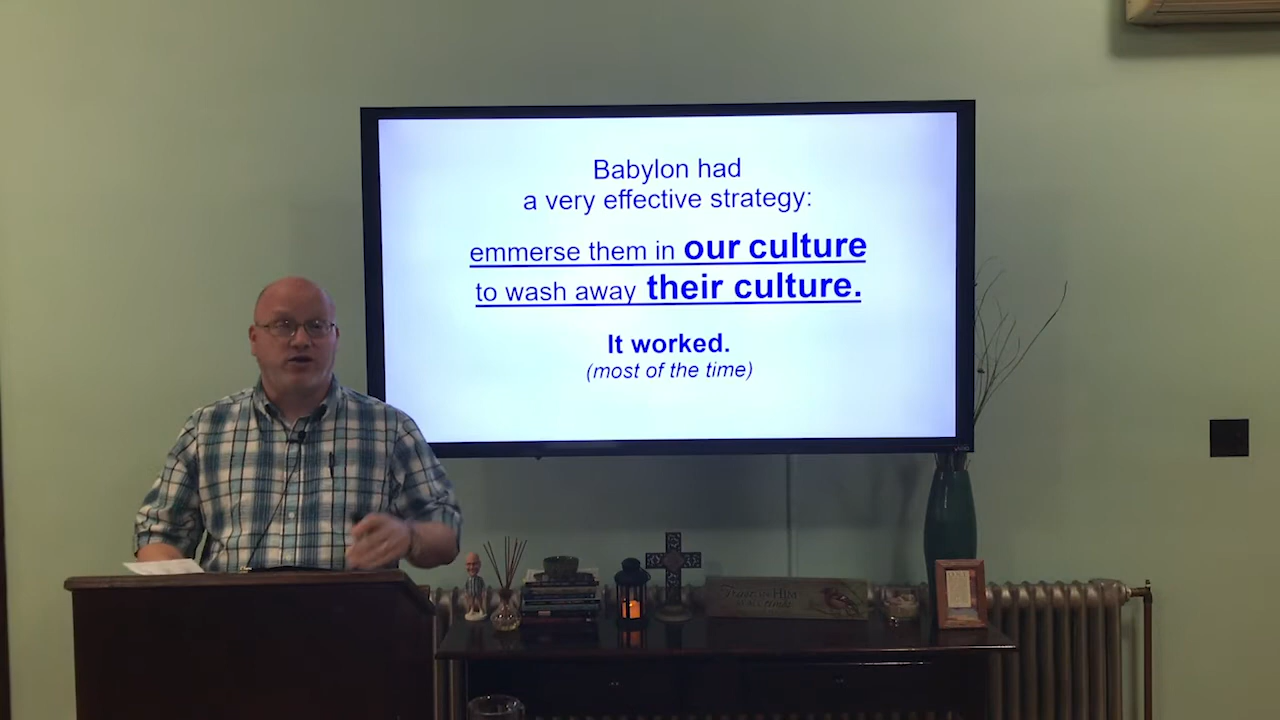 Babylon had
a very effective strategy:
emmerse them in our culture
to wash away their culture.
It worked.
(most of the time)